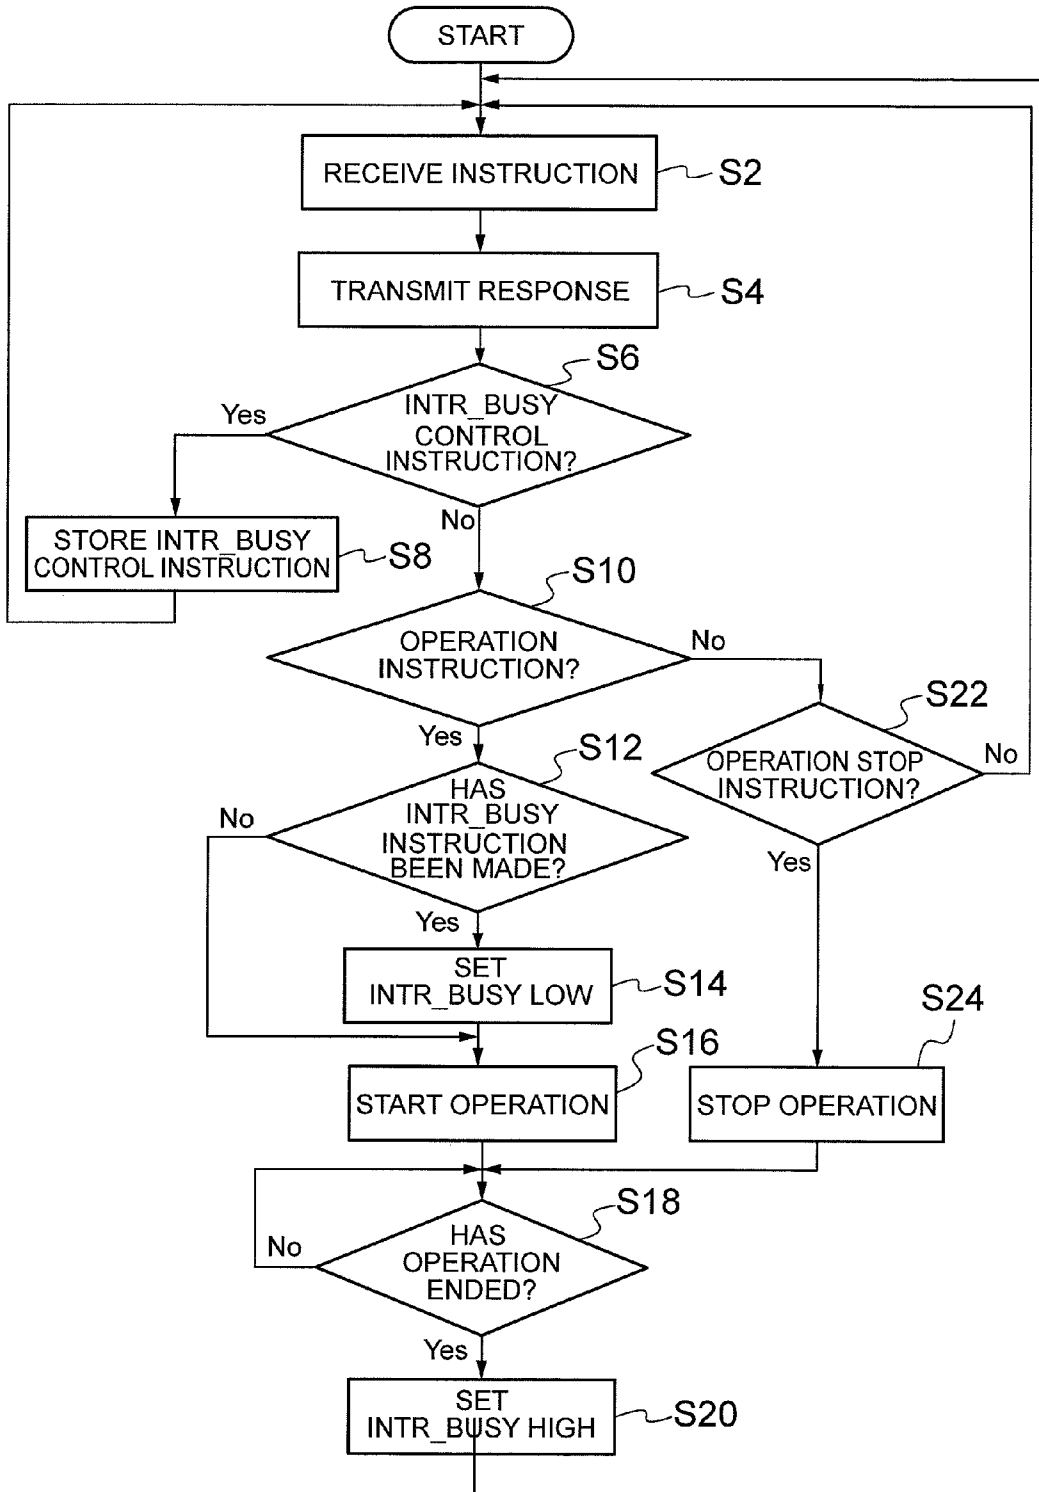 START
RECEIVE INSTRUCTION
S2
TRANSMIT RESPONSE
S4
S6
INTR_BUSY
CONTROL
INSTRUCTION?
Yes
No
STORE INTR_BUSY
CONTROL INSTRUCTION
S8
S10
OPERATION
INSTRUCTION?
No
Yes
S22
OPERATION STOP
INSTRUCTION?
No
Yes
S12
HAS
INTR_BUSY
INSTRUCTION
BEEN MADE?
No
Yes
SET
INTR_BUSY LOW
S14
S16
START OPERATION
S24
STOP OPERATION
S18
HAS
OPERATION
ENDED?
No
Yes
SET
INTR_BUSY HIGH
S20